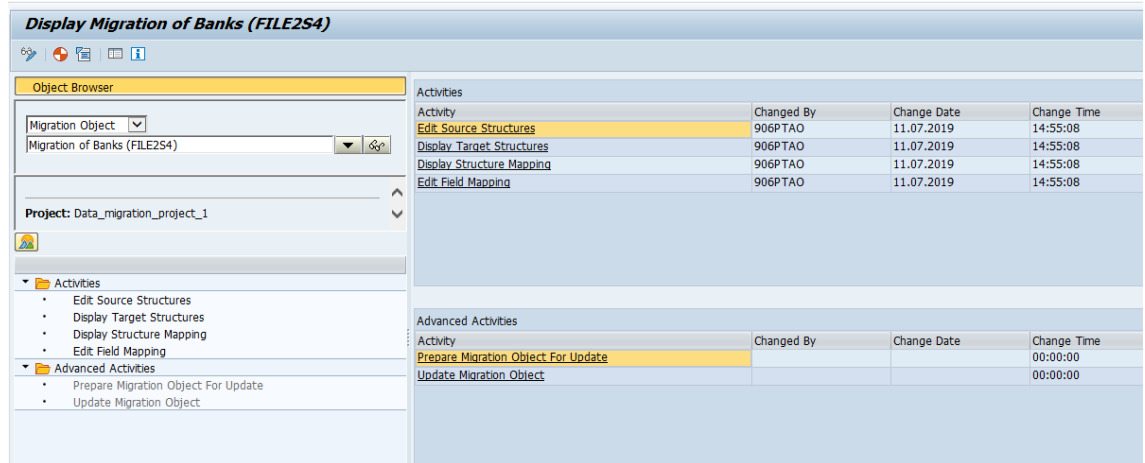 Display Migration of Banks (FILE2S4)
Object Browser
Migration Object
Migration of Banks (FILE2S4)
Project: Data_migration_project_1
Activities
Edit Source Structures
Display Target Structures
Display Structure Mapping
Edit Field Mapping
Advanced Activities
Prepare Migration Object For Update
Update Migration Object
Activities
Activity Changed By Change Date Change Time
Edit Source Structures 906PTAO 11.07.2019 14:55:08
Display Target Structures 906PTAO 11.07.2019 14:55:08
Display Structure Mapping 906PTAO 11.07.2019 14:55:08
Edit Field Mapping 906PTAO 11.07.2019 14:55:08
Advanced Activities
Activity Changed By Change Date Change Time
Prepare Migration Object For Update 00:00:00
Update Migration Object 00:00:00